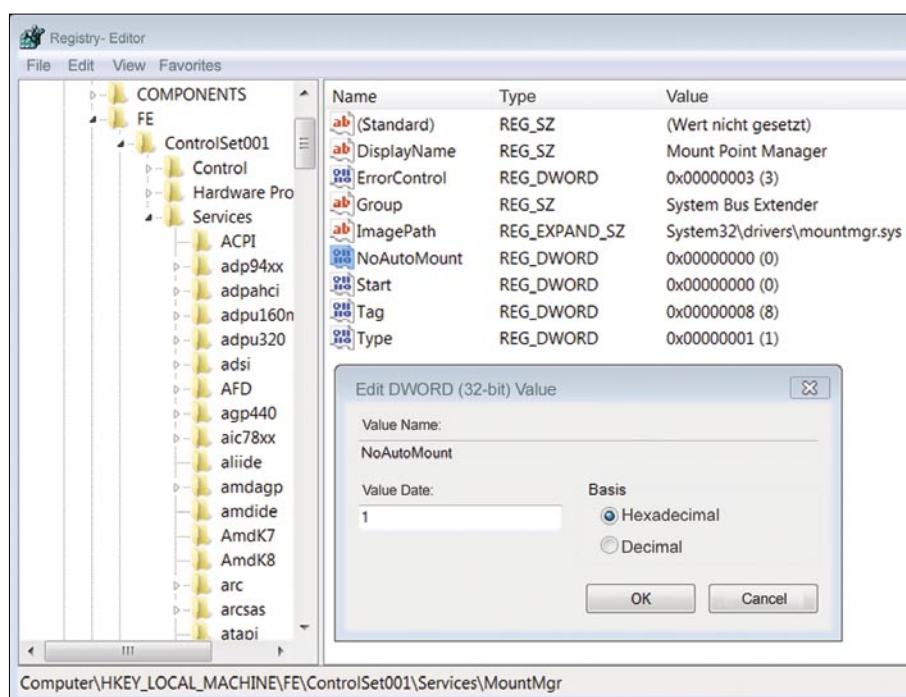 Registry- Editor
File Edit View Favorites
COMPONENTS
FE
ControlSet001
Control
Hardware Pro
Services
ACPI
adp94xx
adpahci
adpu160m
adpu320
adsi
AFD
agp440
aic78xx
aliide
amdagp
amdide
AmdK7
AmdK8
arc
arcsas
atapi
Name Type Value
(Standard) REG_SZ (Wert nicht gesetzt)
DisplayName REG_SZ Mount Point Manager
ErrorControl REG_DWORD 0x00000003 (3)
Group REG_SZ System Bus Extender
ImagePath REG_EXPAND_SZ System32\drivers\mountmgr.sys
NoAutoMount REG_DWORD 0x00000000 (0)
Start REG_DWORD 0x00000000 (0)
Tag REG_DWORD 0x00000008 (8)
Type REG_DWORD 0x00000001 (1)
Edit DWORD (32-bit) Value
Value Name:
NoAutoMount
Value Date:
1
Basis
Hexadecimal
Decimal
OK Cancel
Computer\HKEY_LOCAL_MACHINE\FE\ControlSet001\Services\MountMgr